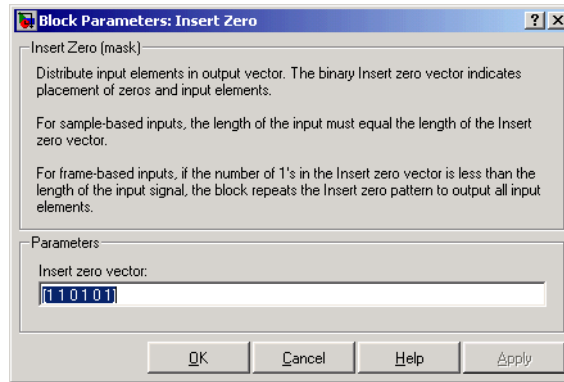 Block Parameters: Insert Zero
Insert Zero (mask)
Distribute input elements in output vector. The binary Insert zero vector indicates
placement of zeros and input elements.
For sample-based inputs, the length of the input must equal the length of the Insert
zero vector.
For frame-based inputs, if the number of 1's in the Insert zero vector is less than the
length of the input signal, the block repeats the Insert zero pattern to output all input
elements.
Parameters
Insert zero vector:
[1 1 0 1 0 1]
OK Cancel Help Apply